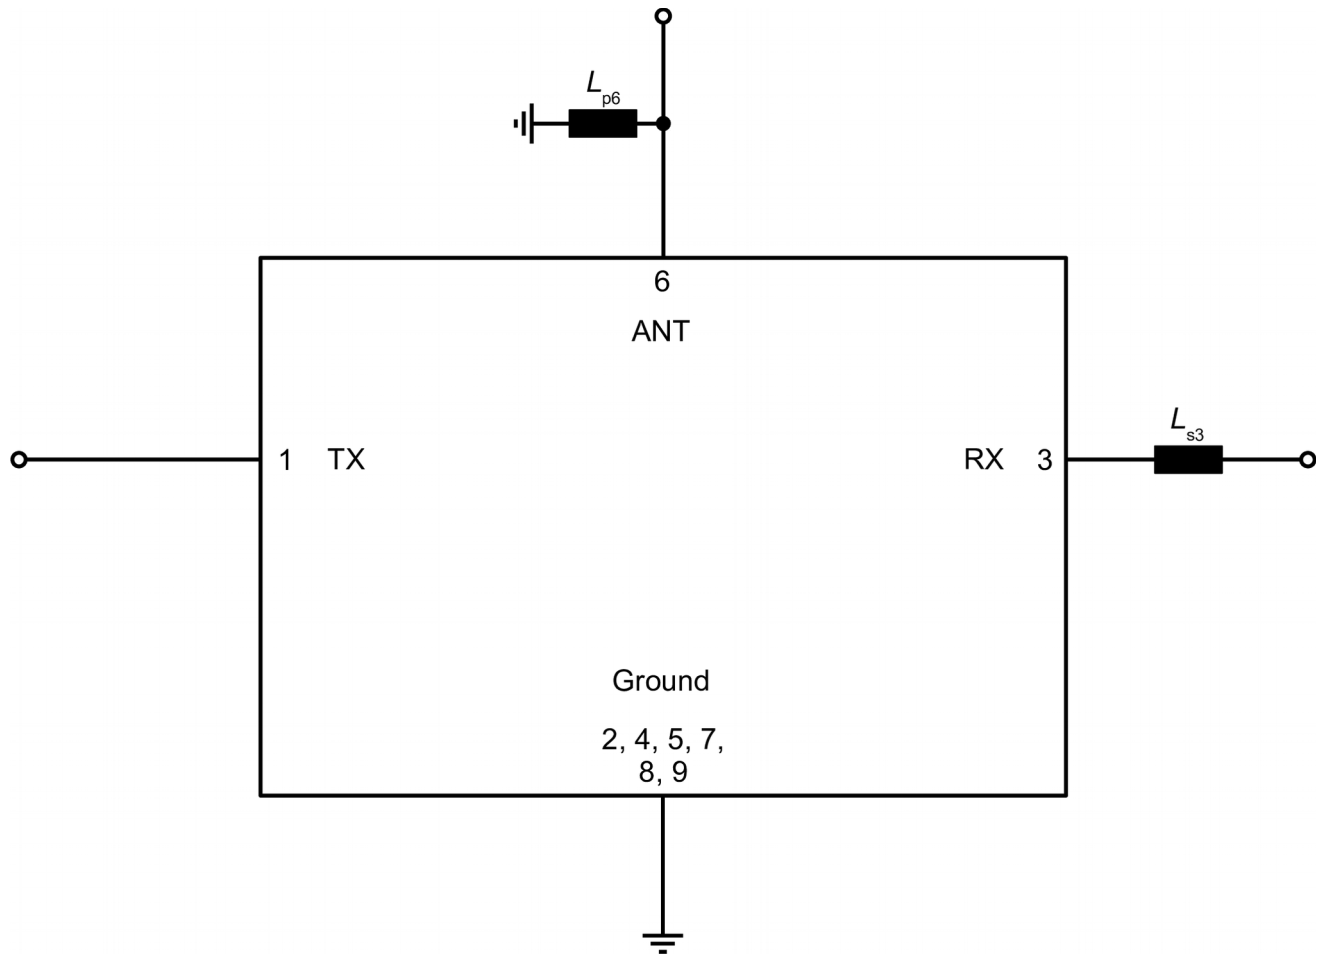 Lp6
6
ANT
Ls3
1 TX
RX 3
Ground
2, 4, 5, 7,
8, 9